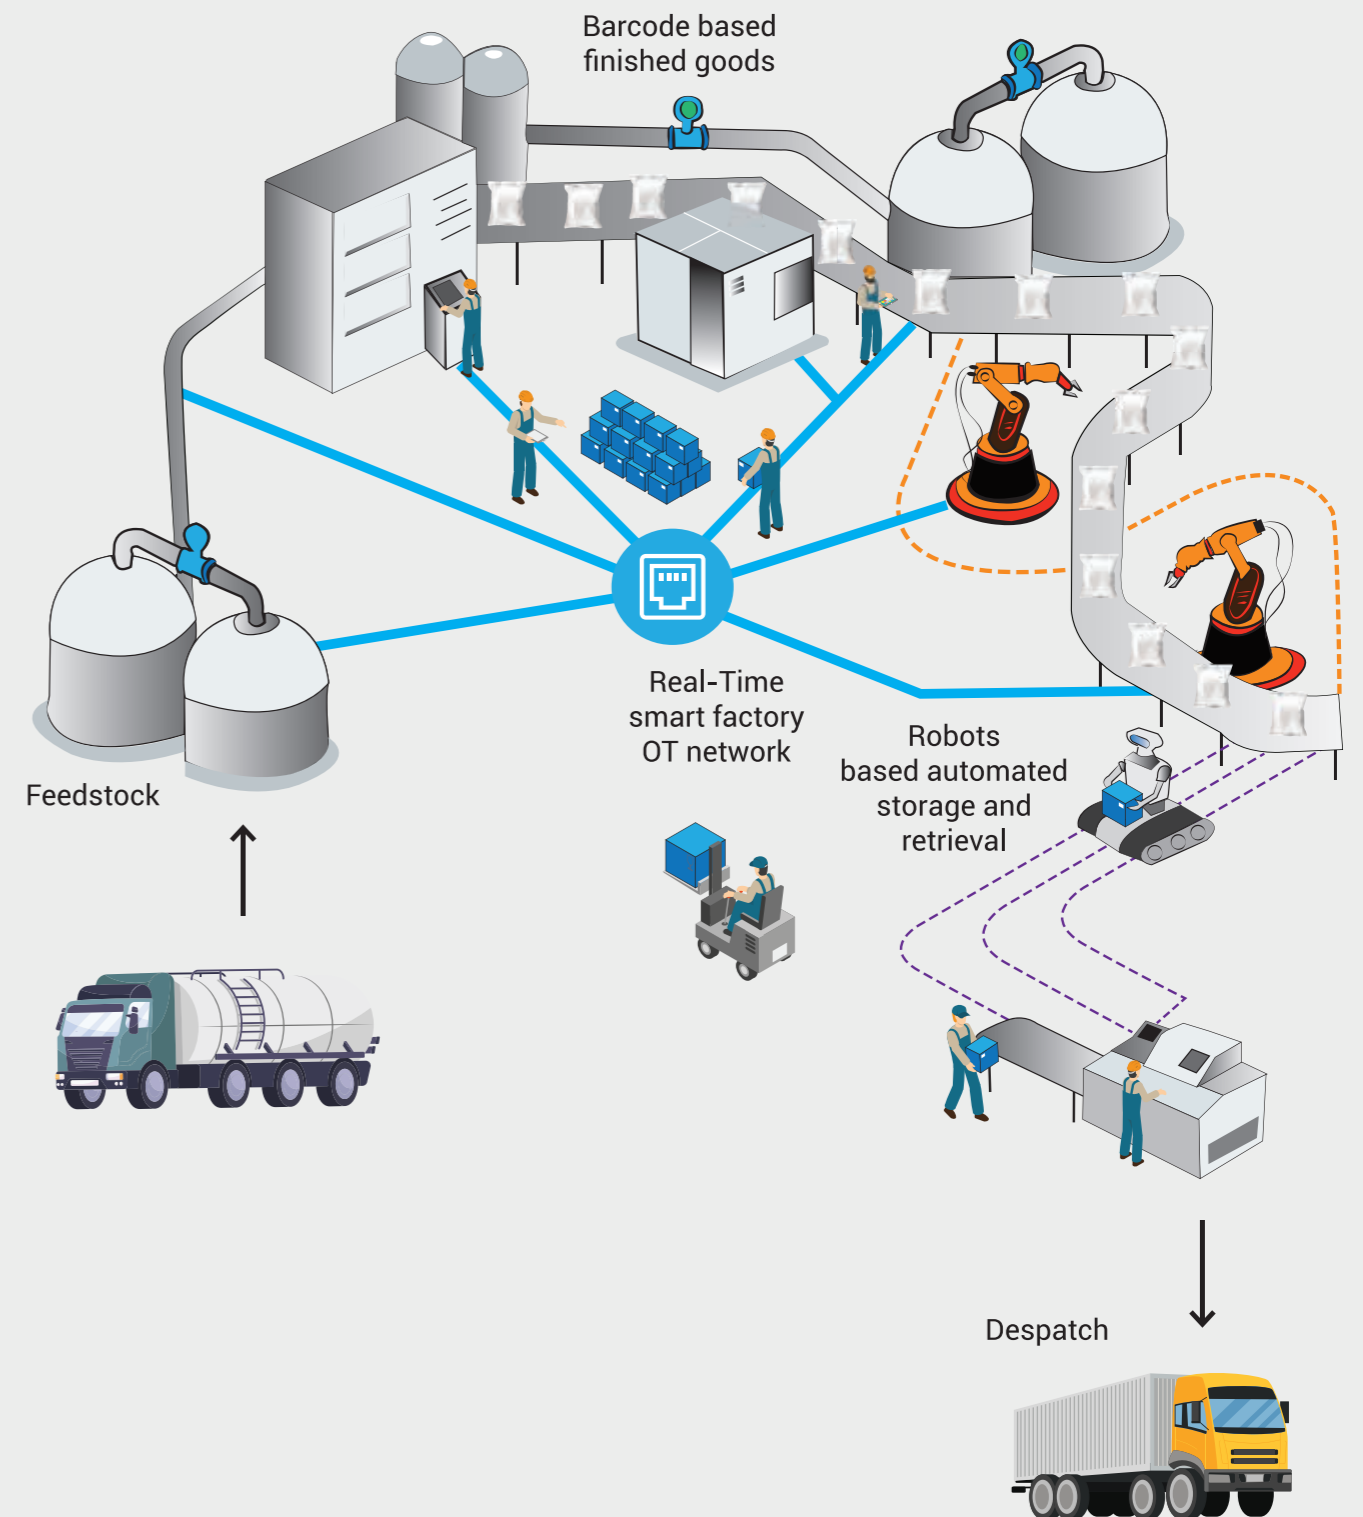 Barcode based
finished goods
Real-Time
smart factory
OT network
Robots
based automated
storage and
retrieval
Feedstock
Despatch